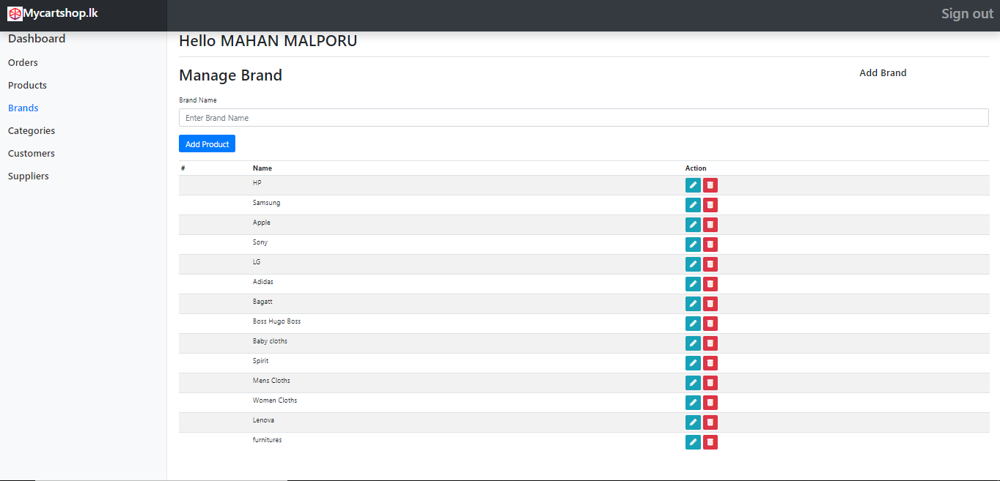 Mycartshop.lk
Sign out
Dashboard
Orders
Products
Brands
Categories
Customers
Suppliers
Hello MAHAN MALPORU
Manage Brand
Add Brand
Brand Name
Enter Brand Name
Add Product
# Name Action
HP
Samsung
Apple
Sony
LG
Adidas
Bagatt
Boss Hugo Boss
Baby cloths
Spirit
Mens Cloths
Women Cloths
Lenova
furnitures